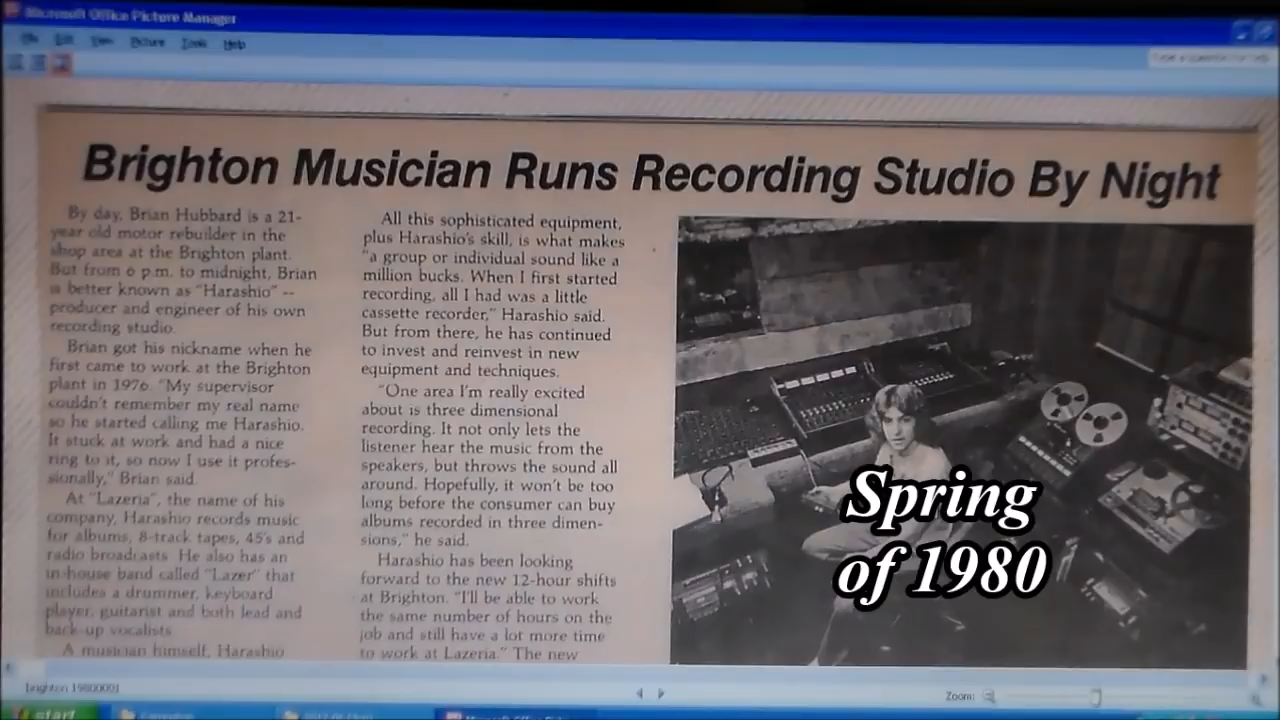 Microsoft Office Picture Manager
File Edit View Picture Tools Help
Brighton Musician Runs Recording Studio By Night
By day, Brian Hubbard is a 21-
year old motor rebuilder in the
shop area at the Brighton plant.
But from 6 p.m. to midnight, Brian
is better known as "Harashio" --
producer and engineer of his own
recording studio.
Brian got his nickname when he
first came to work at the Brighton
plant in 1976. "My supervisor
couldn't remember my real name
so he started calling me Harashio.
It stuck at work and had a nice
ring to it, so now I use it profes-
sionally," Brian said.
At "Lazeria", the name of his
company, Harashio records music
for albums, 8-track tapes, 45's and
radio broadcasts. He also has an
in-house band called "Lazer" that
includes a drummer, keyboard
player, guitarist and both lead and
back-up vocalists
A musician himself, Harashio
All this sophisticated equipment,
plus Harashio's skill, is what makes
"a group or individual sound like a
million bucks. When I first started
recording, all I had was a little
cassette recorder," Harashio said.
But from there, he has continued
to invest and reinvest in new
equipment and techniques.
"One area I'm really excited
about is three dimensional
recording. It not only lets the
listener hear the music from the
speakers, but throws the sound all
around. Hopefully, it won't be too
long before the consumer can buy
albums recorded in three dimen-
sions," he said.
Harashio has been looking
forward to the new 12-hour shifts
at Brighton. "I'll be able to work
the same number of hours on the
job and still have a lot more time
to work at Lazeria." The new
Spring
of 1980
Zoom:
start